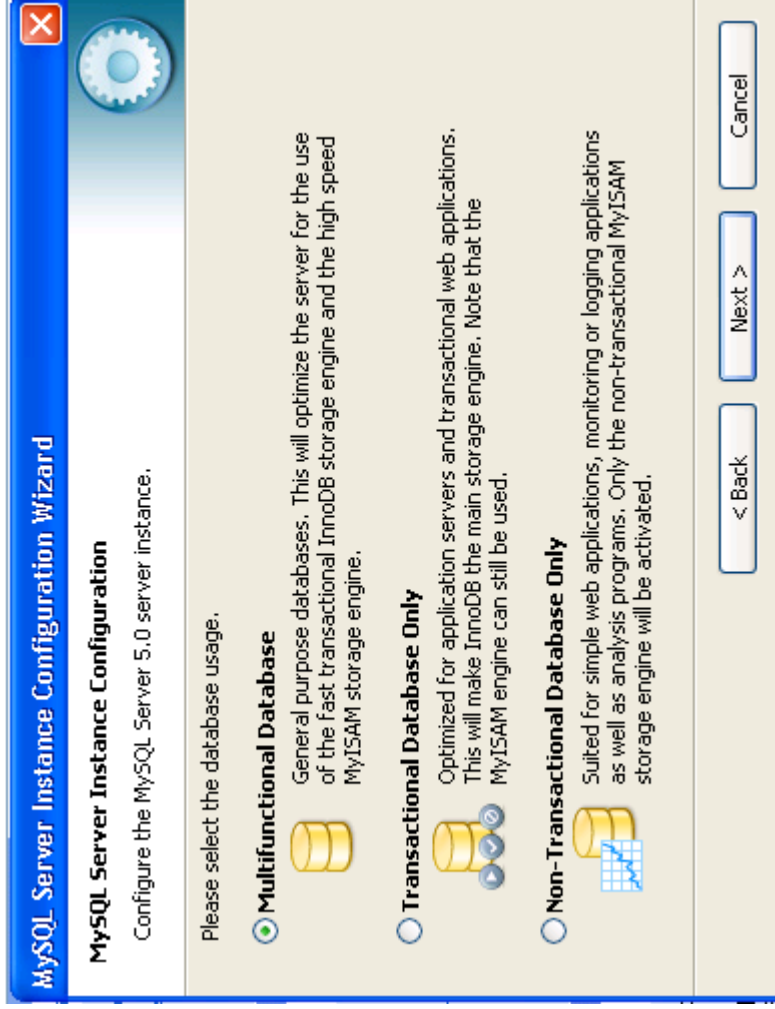 MySQL Server Instance Configuration Wizard
MySQL Server Instance Configuration
Configure the MySQL Server 5.0 server instance.
Please select the database usage.
Multifunctional Database
General purpose databases. This will optimize the server for the use
of the fast transactional InnoDB storage engine and the high speed
MyISAM storage engine.
Transactional Database Only
Optimized for application servers and transactional web applications.
This will make InnoDB the main storage engine. Note that the
MyISAM engine can still be used.
Non-Transactional Database Only
Suited for simple web applications, monitoring or logging applications
as well as analysis programs. Only the non-transactional MyISAM
storage engine will be activated.
< Back
Next >
Cancel